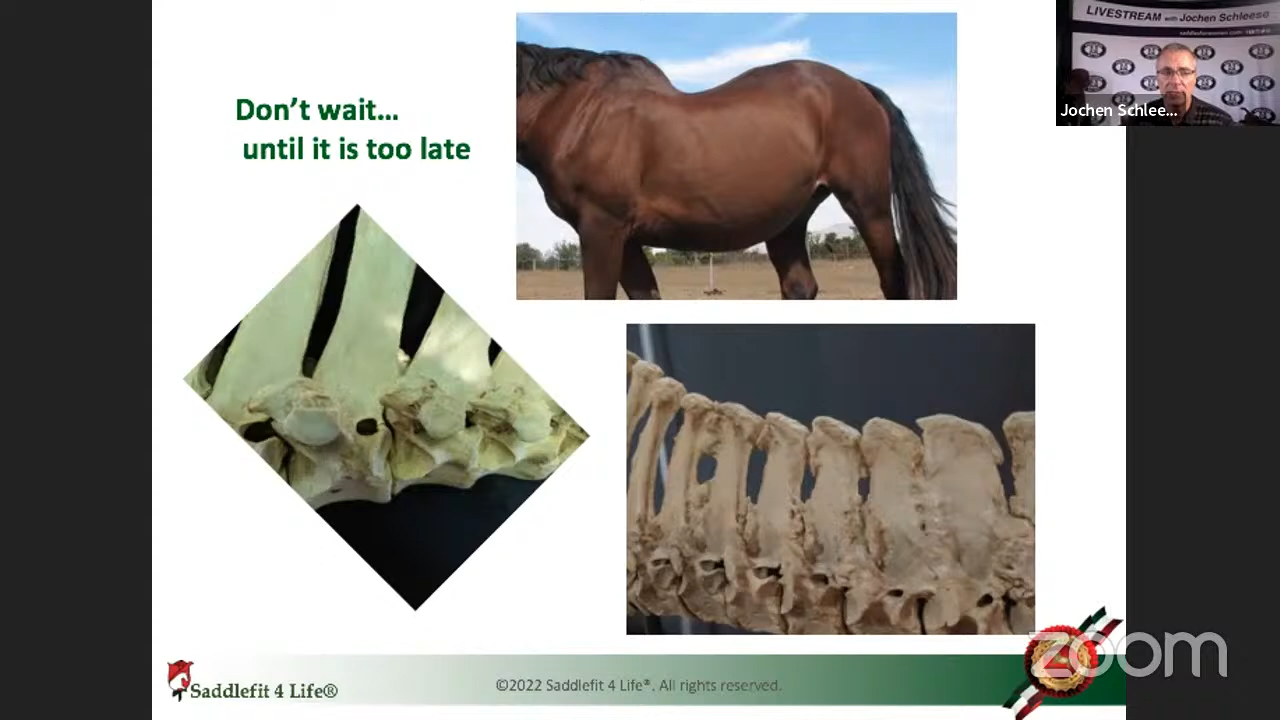 LIVESTREAM with Jochen Schleese
Jochen Schlee...
Don't wait...
until it is too late
Saddlefit 4 Life®
©2022 Saddlefit 4 Life®. All rights reserved.
zoom